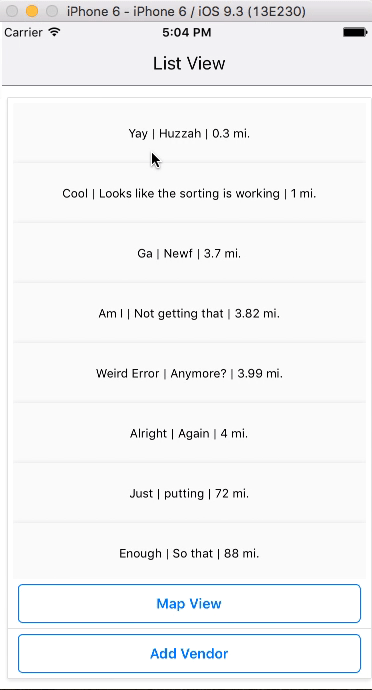 iPhone 6 - iPhone 6 / iOS 9.3 (13E230)
Carrier 5:04 PM
List View
Yay | Huzzah | 0.3 mi.
Cool | Looks like the sorting is working | 1 mi.
Ga | Newf | 3.7 mi.
Am I | Not getting that | 3.82 mi.
Weird Error | Anymore? | 3.99 mi.
Alright | Again | 4 mi.
Just | putting | 72 mi.
Enough | So that | 88 mi.
Map View
Add Vendor